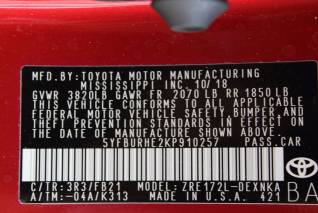 MFD. BY: TOYOTA MOTOR MANUFACTURING
MISSISSIPPI INC. 10/18
GVWR 3820LB GAWR FR 2070LB RR 1850LB
THIS VEHICLE CONFORMS TO ALL APPLICABLE
FEDERAL MOTOR VEHICLE SAFETY, BUMPER AND
THEFT PREVENTION STANDARDS IN EFFECT ON
THE DATE OF MANUFACTURE SHOWN ABOVE.
5YFBURHE2KP910257 PASS.CAR
C/TR: 3R3/FB21 MODEL: ZRE172L-DEXNKA
A/TM: -04A/K313 MADE IN U.S.A. 421
TOYOTA
BA